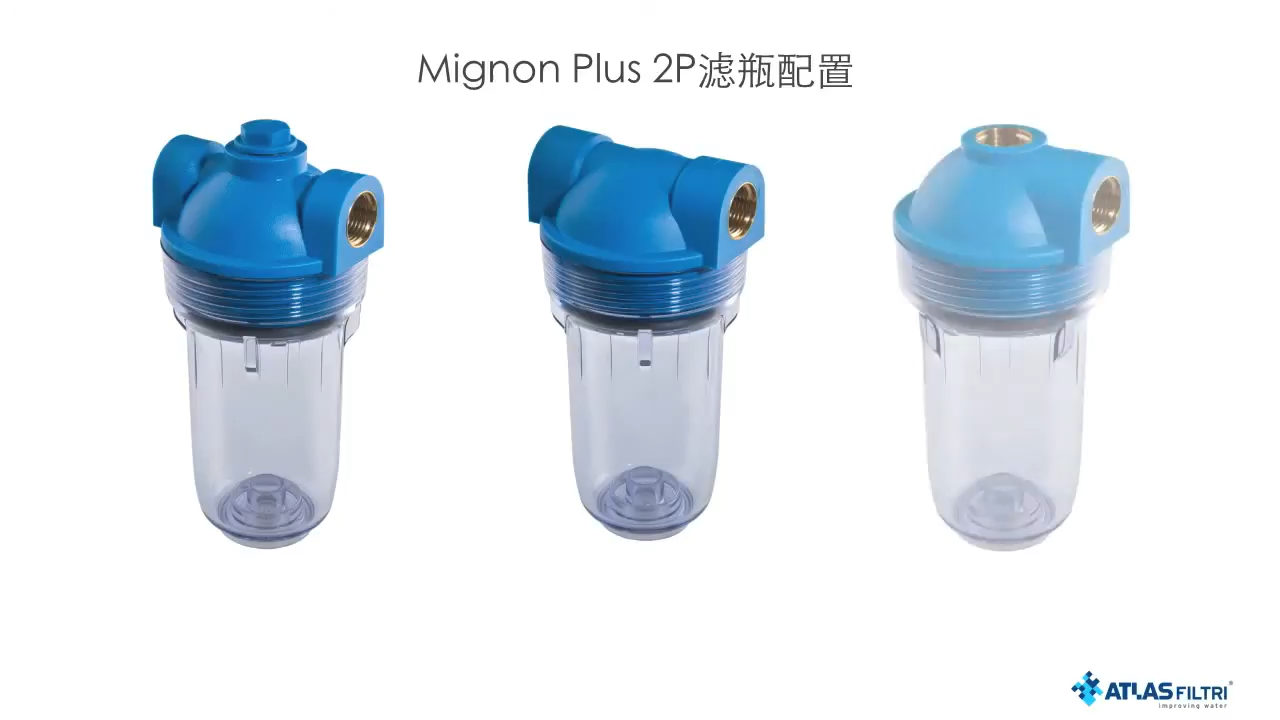 Mignon Plus 2P滤瓶配置
ATLAS FILTRI®
improving water